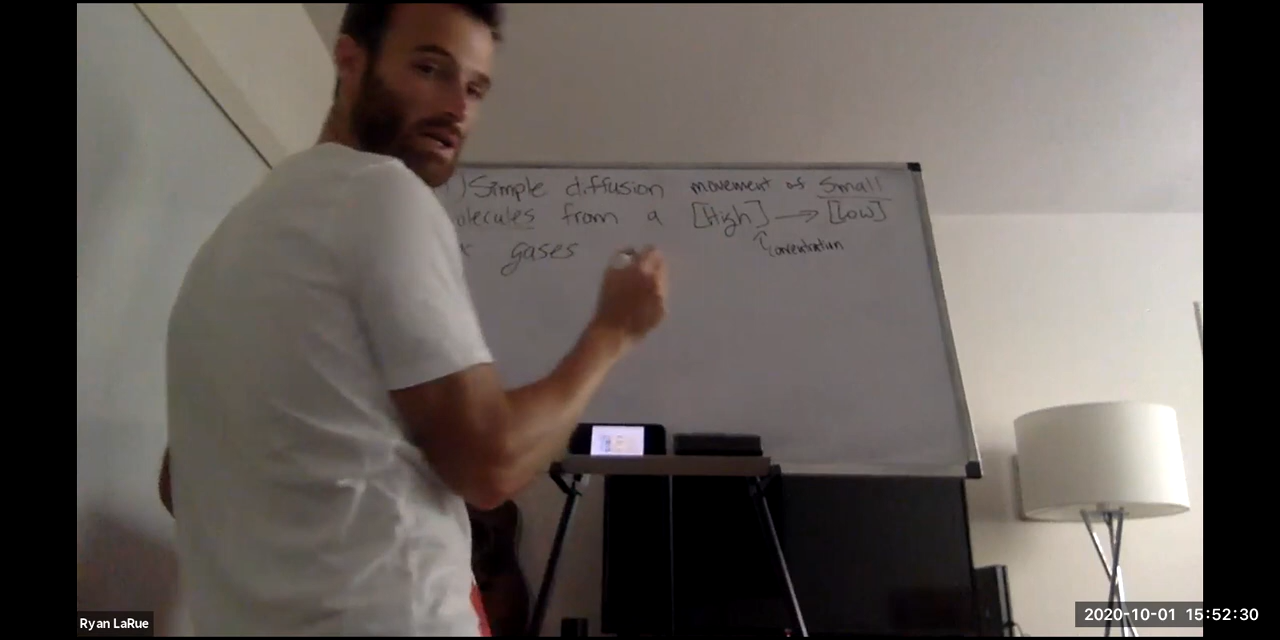 )Simple diffusion movement of Small
olecules from a [High] → [Low]
↑ concentration
x gases
Ryan LaRue
2020-10-01 15:52:30